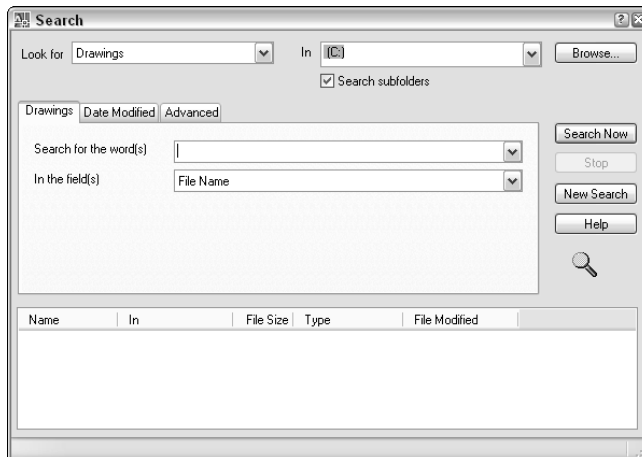 Search
Look for Drawings In (C:) Browse...
Search subfolders
Drawings Date Modified Advanced
Search for the word(s)
In the field(s) File Name
Search Now
Stop
New Search
Help
Name In File Size Type File Modified